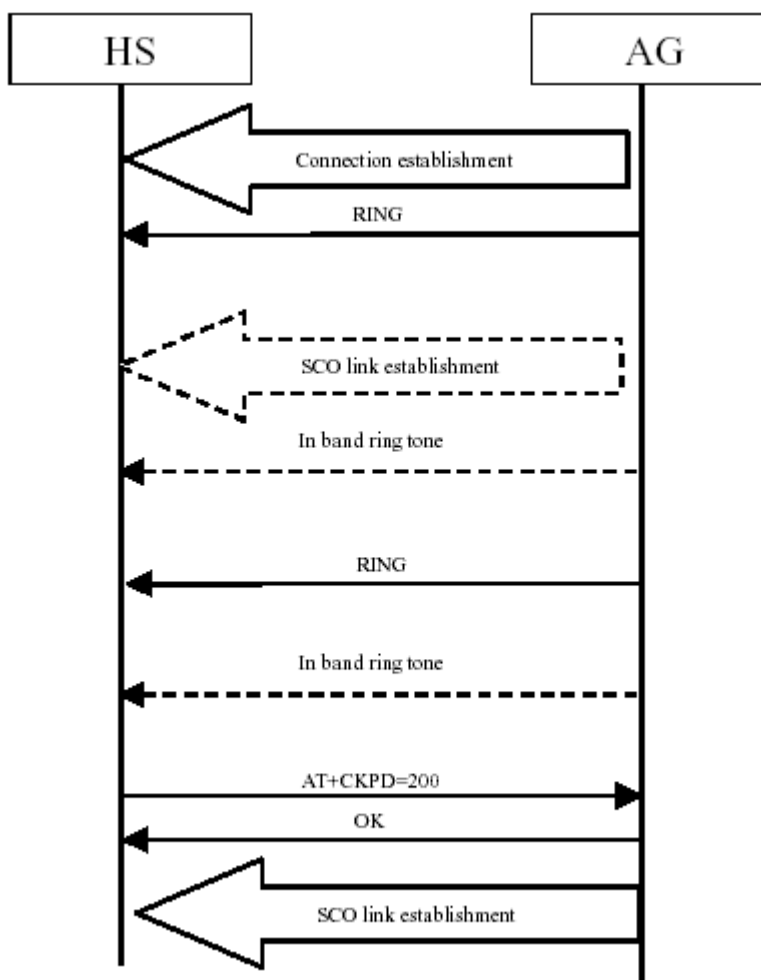 HS
AG
Connection establishment
RING
SCO link establishment
In band ring tone
RING
In band ring tone
AT+CKPD=200
OK
SCO link establishment